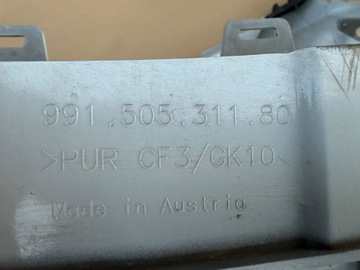 991.505.311.80
>PUR CF3/GK10<
Made in Austria